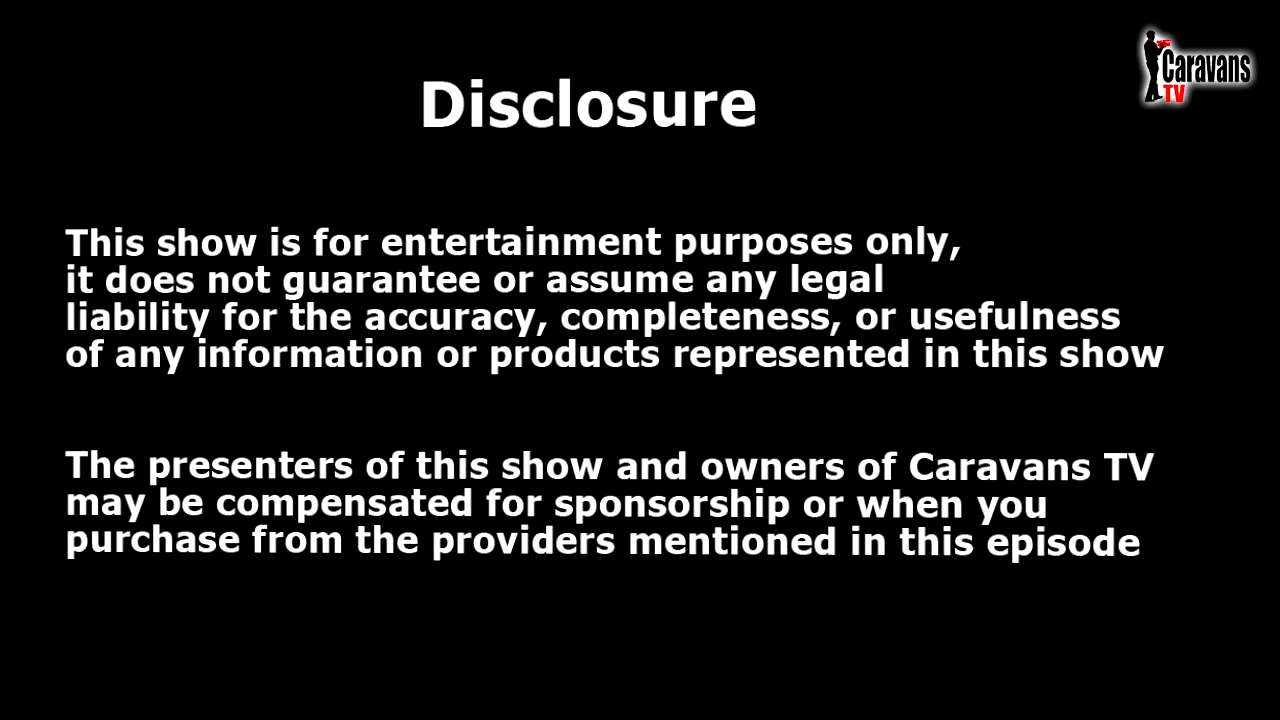 Caravans
TV
Disclosure
This show is for entertainment purposes only,
it does not guarantee or assume any legal
liability for the accuracy, completeness, or usefulness
of any information or products represented in this show
The presenters of this show and owners of Caravans TV
may be compensated for sponsorship or when you
purchase from the providers mentioned in this episode